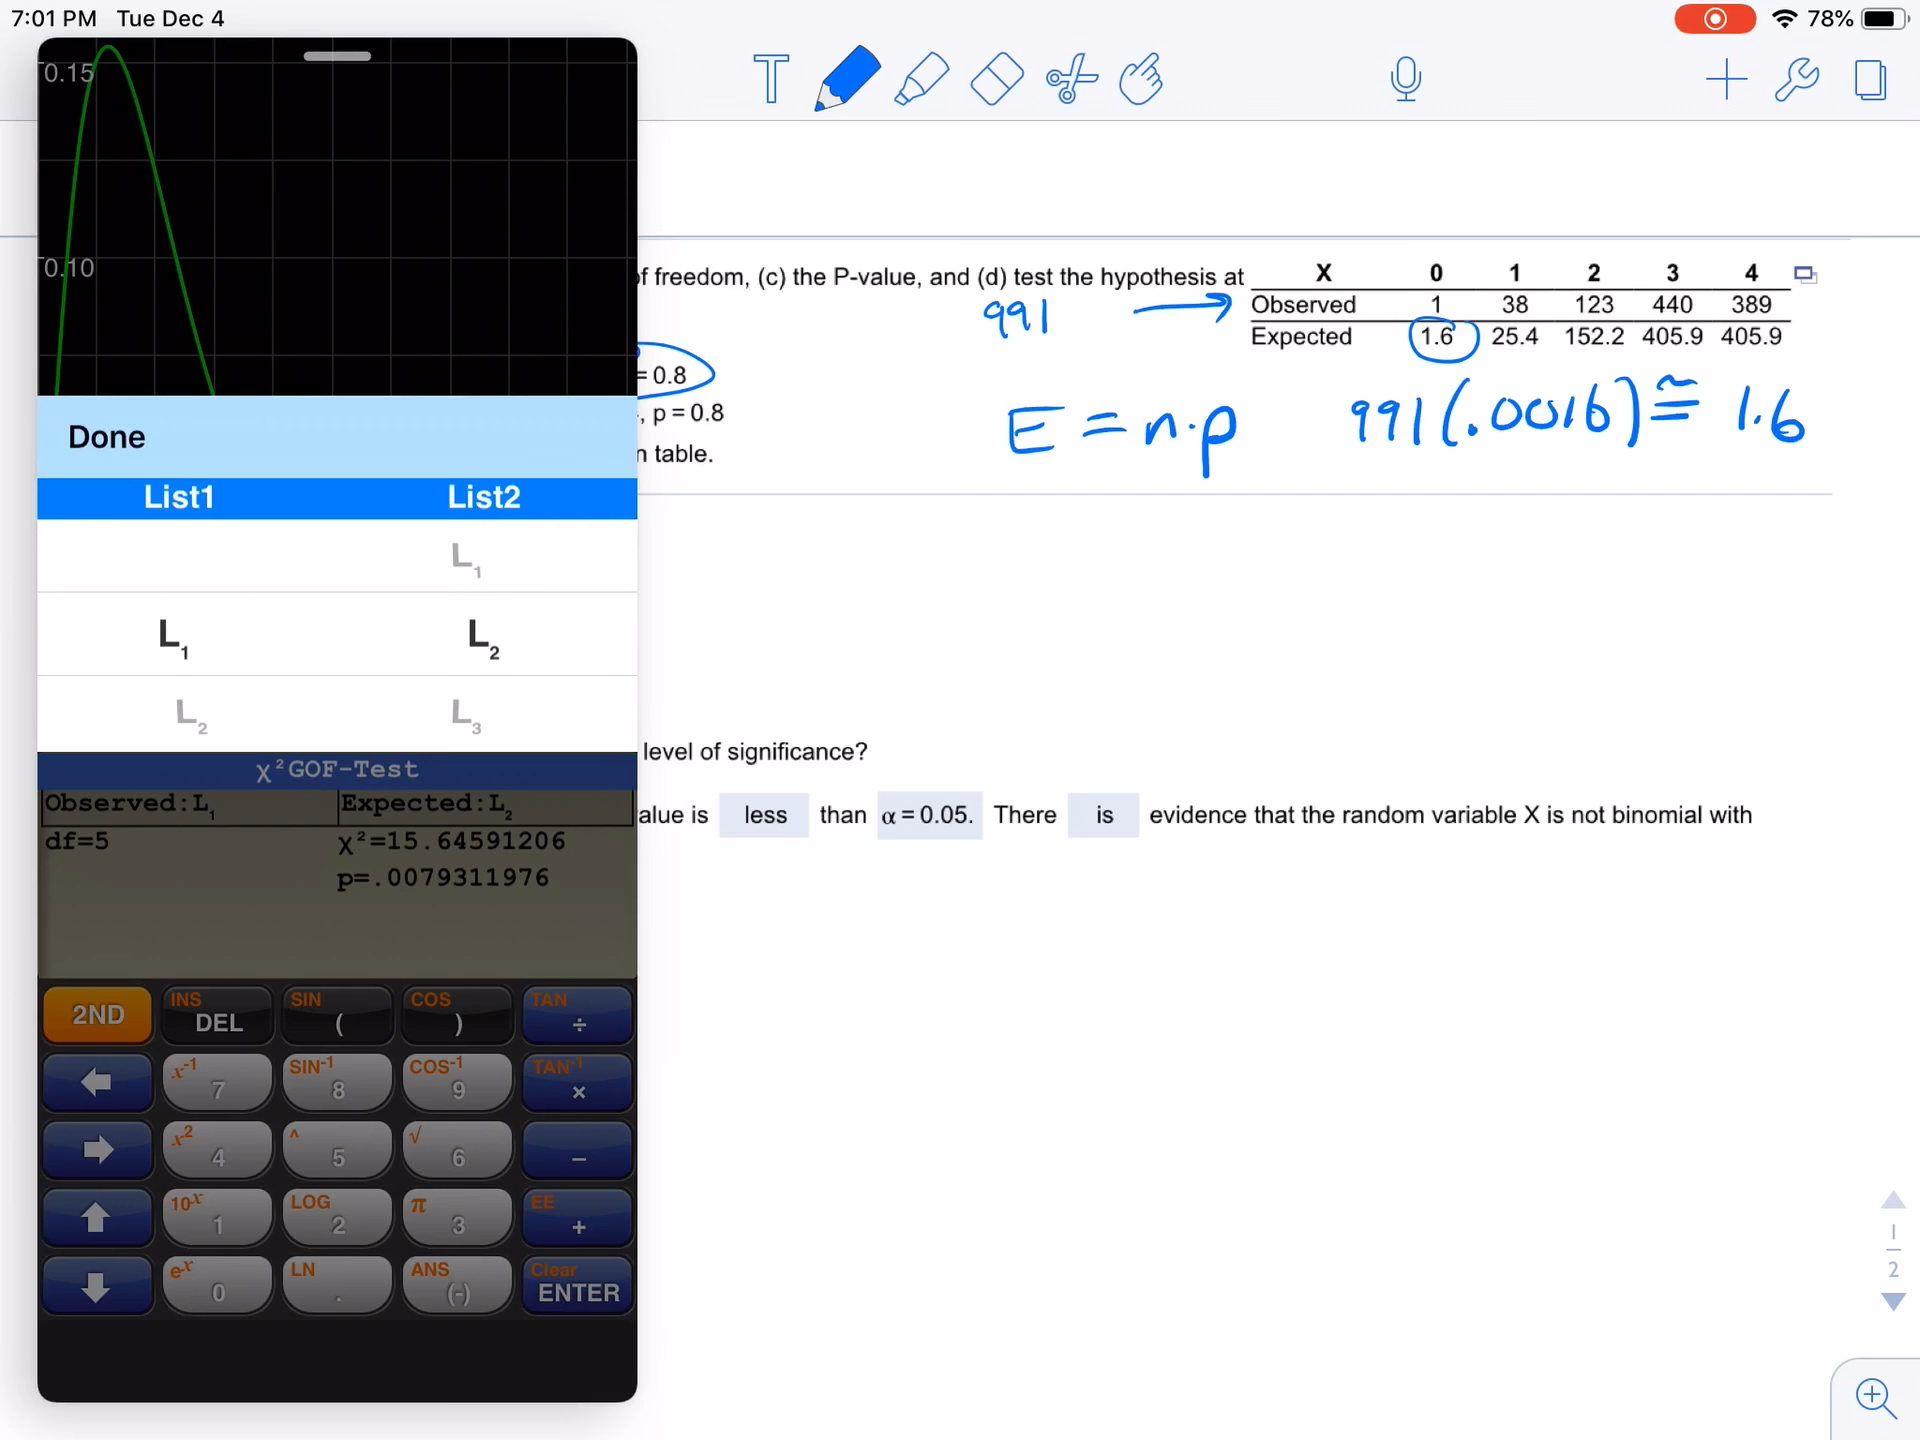 7:01 PM Tue Dec 4
78%
0.15
0.10
Done
List1 List2
L1
L1 L2
L2 L3
χ²GOF-Test
Observed:L1 Expected:L2
df=5 χ²=15.64591206
p=.0079311976
2ND
INS DEL
SIN (
COS )
TAN ÷
x-1 7
SIN-1 8
COS-1 9
TAN-1 ×
x2 4
^ 5
√ 6
−
10x 1
LOG 2
π 3
EE +
ex 0
LN .
ANS (-)
Clear ENTER
T
f freedom, (c) the P-value, and (d) test the hypothesis at
991 →
X 0 1 2 3 4
Observed 1 38 123 440 389
Expected 1.6 25.4 152.2 405.9 405.9
= 0.8
, p = 0.8
n table.
E = n·p 991(.0016) ≅ 1.6
level of significance?
alue is less than α = 0.05. There is evidence that the random variable X is not binomial with
1
2